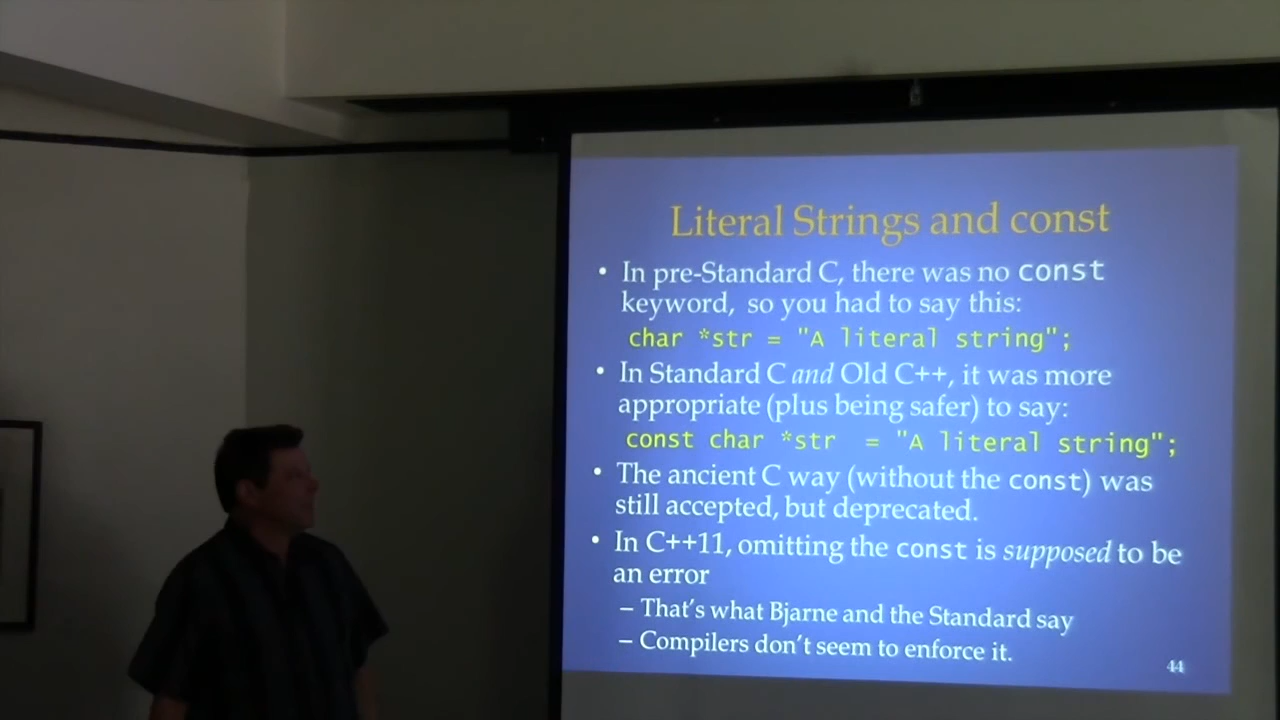 Literal Strings and const
• In pre-Standard C, there was no const
keyword, so you had to say this:
char *str = "A literal string";
• In Standard C and Old C++, it was more
appropriate (plus being safer) to say:
const char *str = "A literal string";
• The ancient C way (without the const) was
still accepted, but deprecated.
• In C++11, omitting the const is supposed to be
an error
– That's what Bjarne and the Standard say
– Compilers don't seem to enforce it.
44